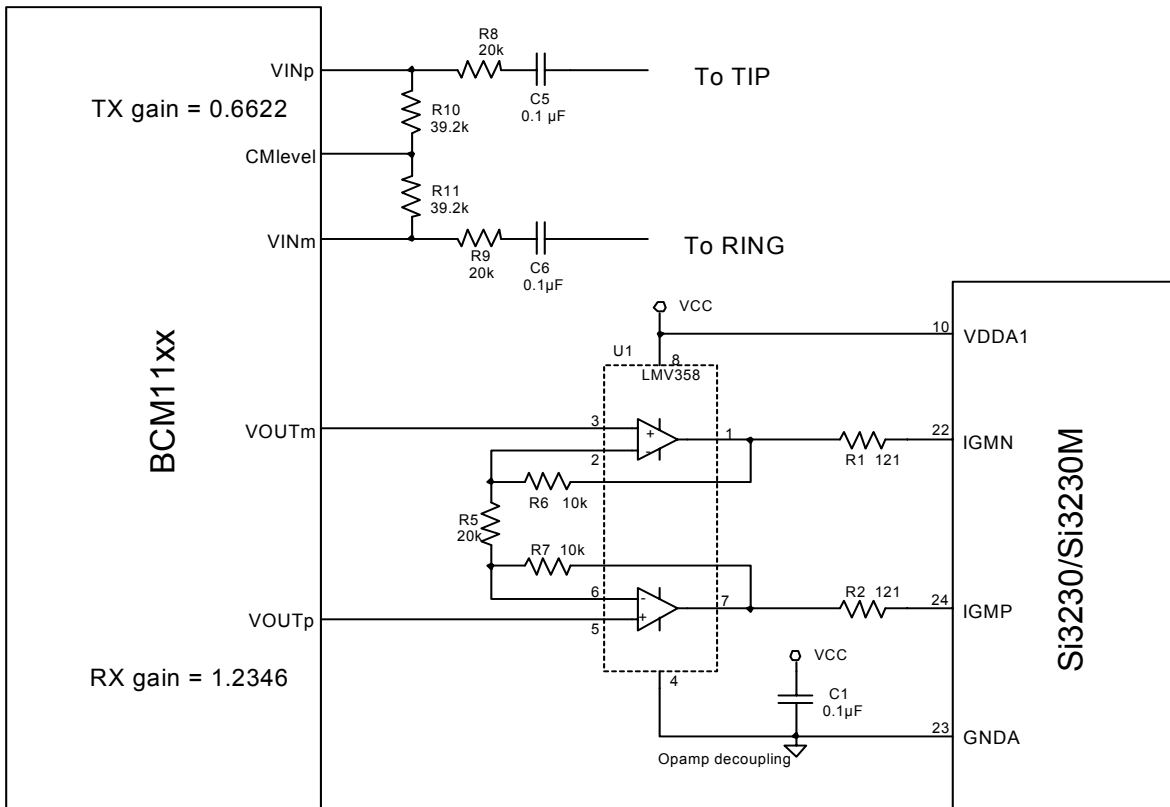 R8
20k
VINp
To TIP
C5
0.1 µF
TX gain = 0.6622
R10
39.2k
CMlevel
R11
39.2k
VINm
To RING
R9
20k
C6
0.1µF
VCC
10
VDDA1
U1
8
LMV358
BCM11xx
VOUTm
3
+
1
22
IGMN
2
-
R1 121
R6 10k
R5
20k
R7 10k
Si3230/Si3230M
6
-
7
R2 121
24
IGMP
VOUTp
5
+
VCC
RX gain = 1.2346
4
C1
0.1µF
23
GNDA
Opamp decoupling